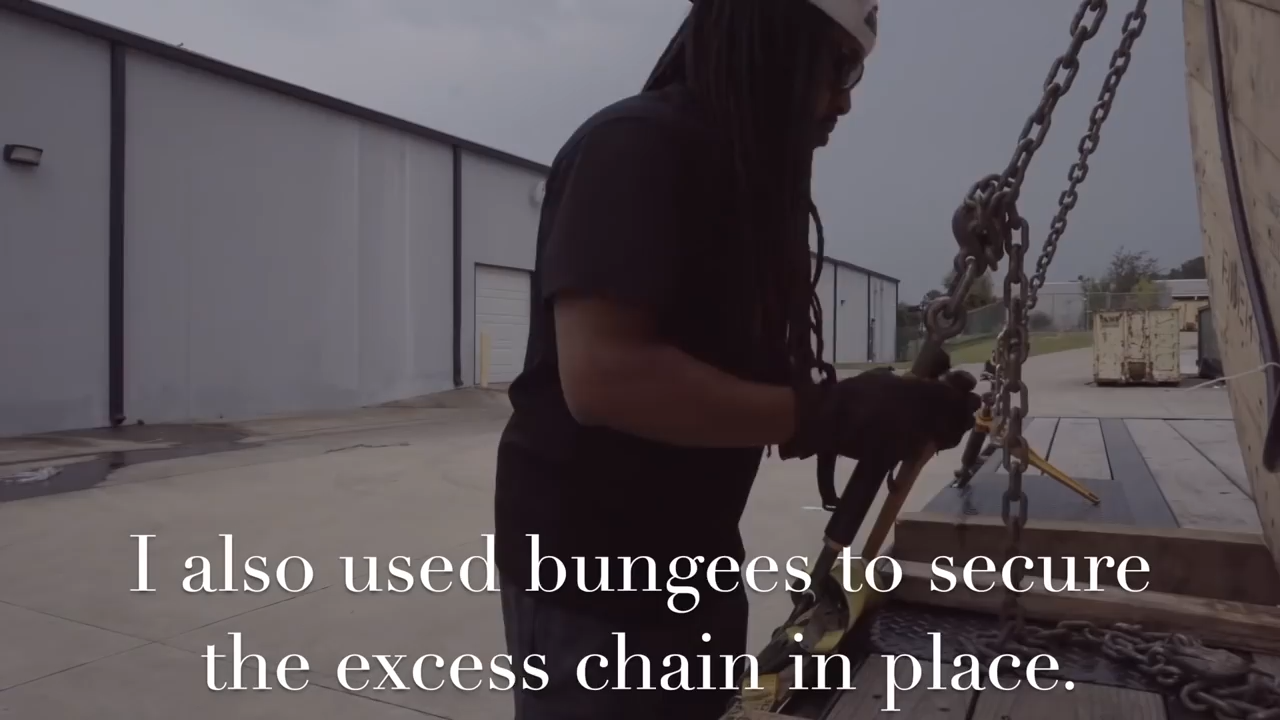 I also used bungees to secure
the excess chain in place.